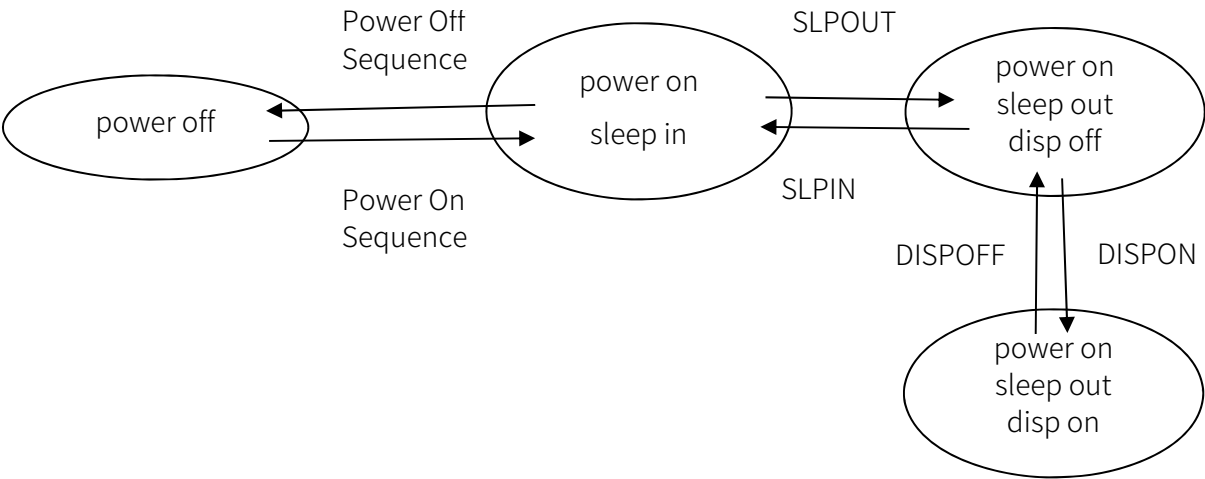 Power Off
Sequence
SLPOUT
power off
power on
sleep in
power on
sleep out
disp off
Power On
Sequence
SLPIN
DISPOFF
DISPON
power on
sleep out
disp on